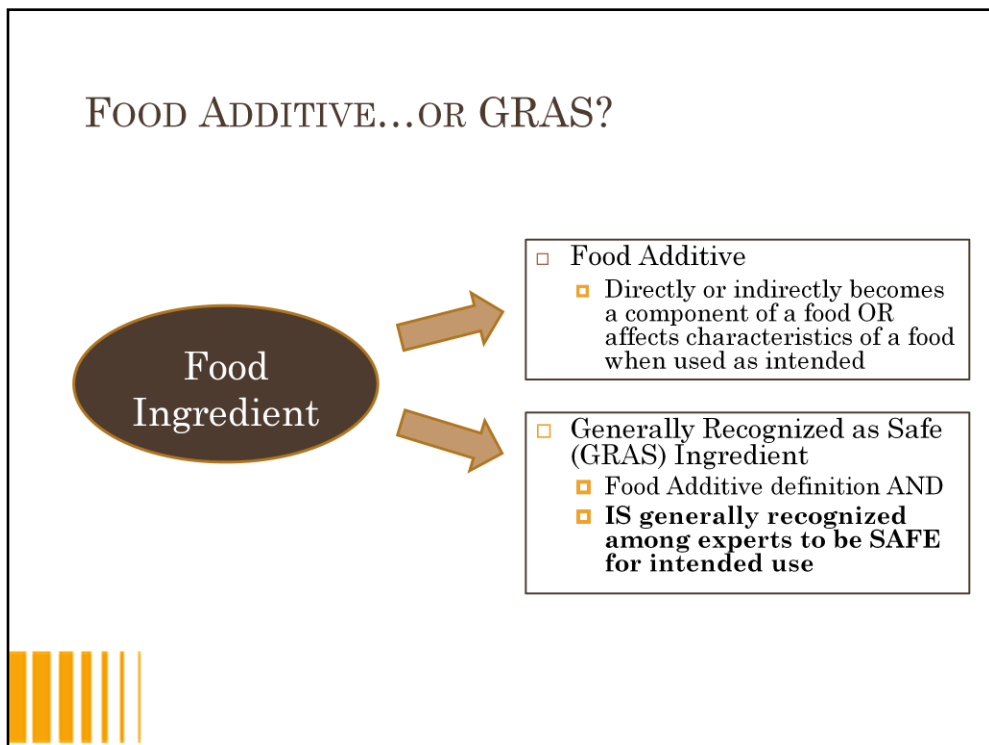 FOOD ADDITIVE...OR GRAS?
Food
Ingredient
Food Additive
Directly or indirectly becomes
a component of a food OR
affects characteristics of a food
when used as intended
Generally Recognized as Safe
(GRAS) Ingredient
Food Additive definition AND
IS generally recognized
among experts to be SAFE
for intended use